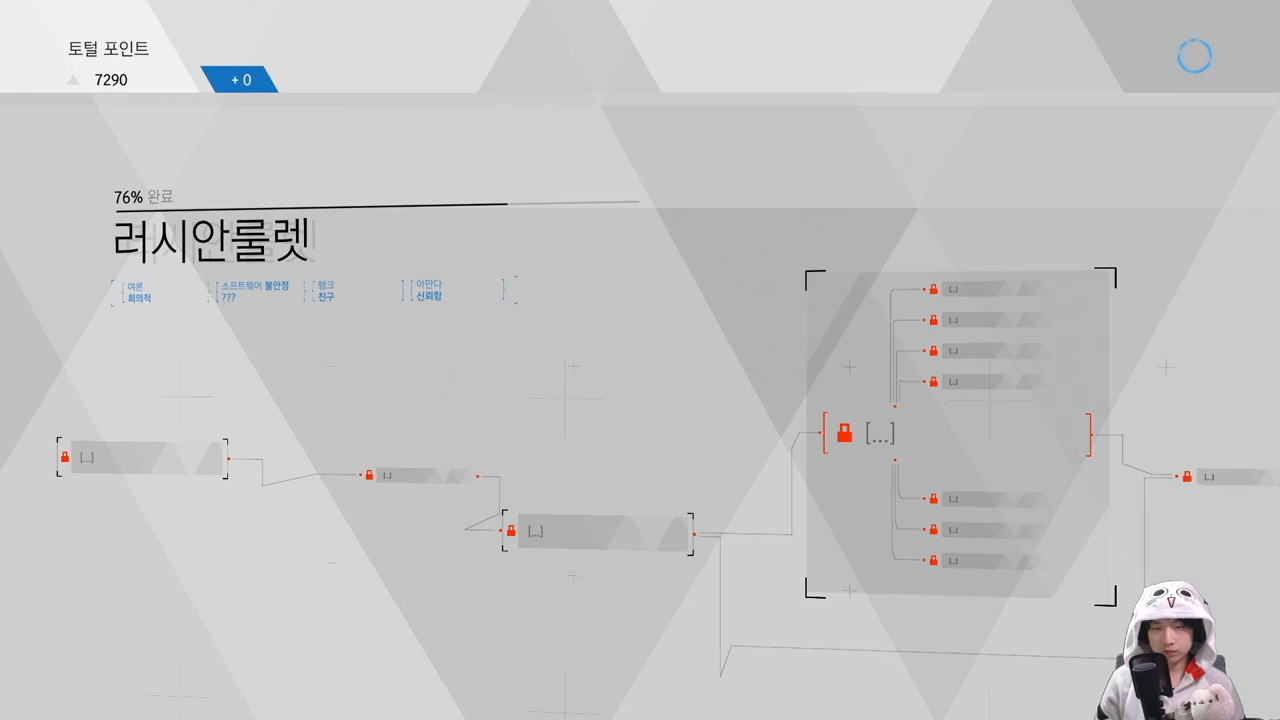 토털 포인트
7290
+ 0
76% 완료
러시안룰렛
여론
회의적
소프트웨어 불안정
???
행크
친구
아만다
신뢰함
[...]
[...]
[...]
[...]
[...]
[...]
[...]
[...]
[...]
[...]
[...]
[...]